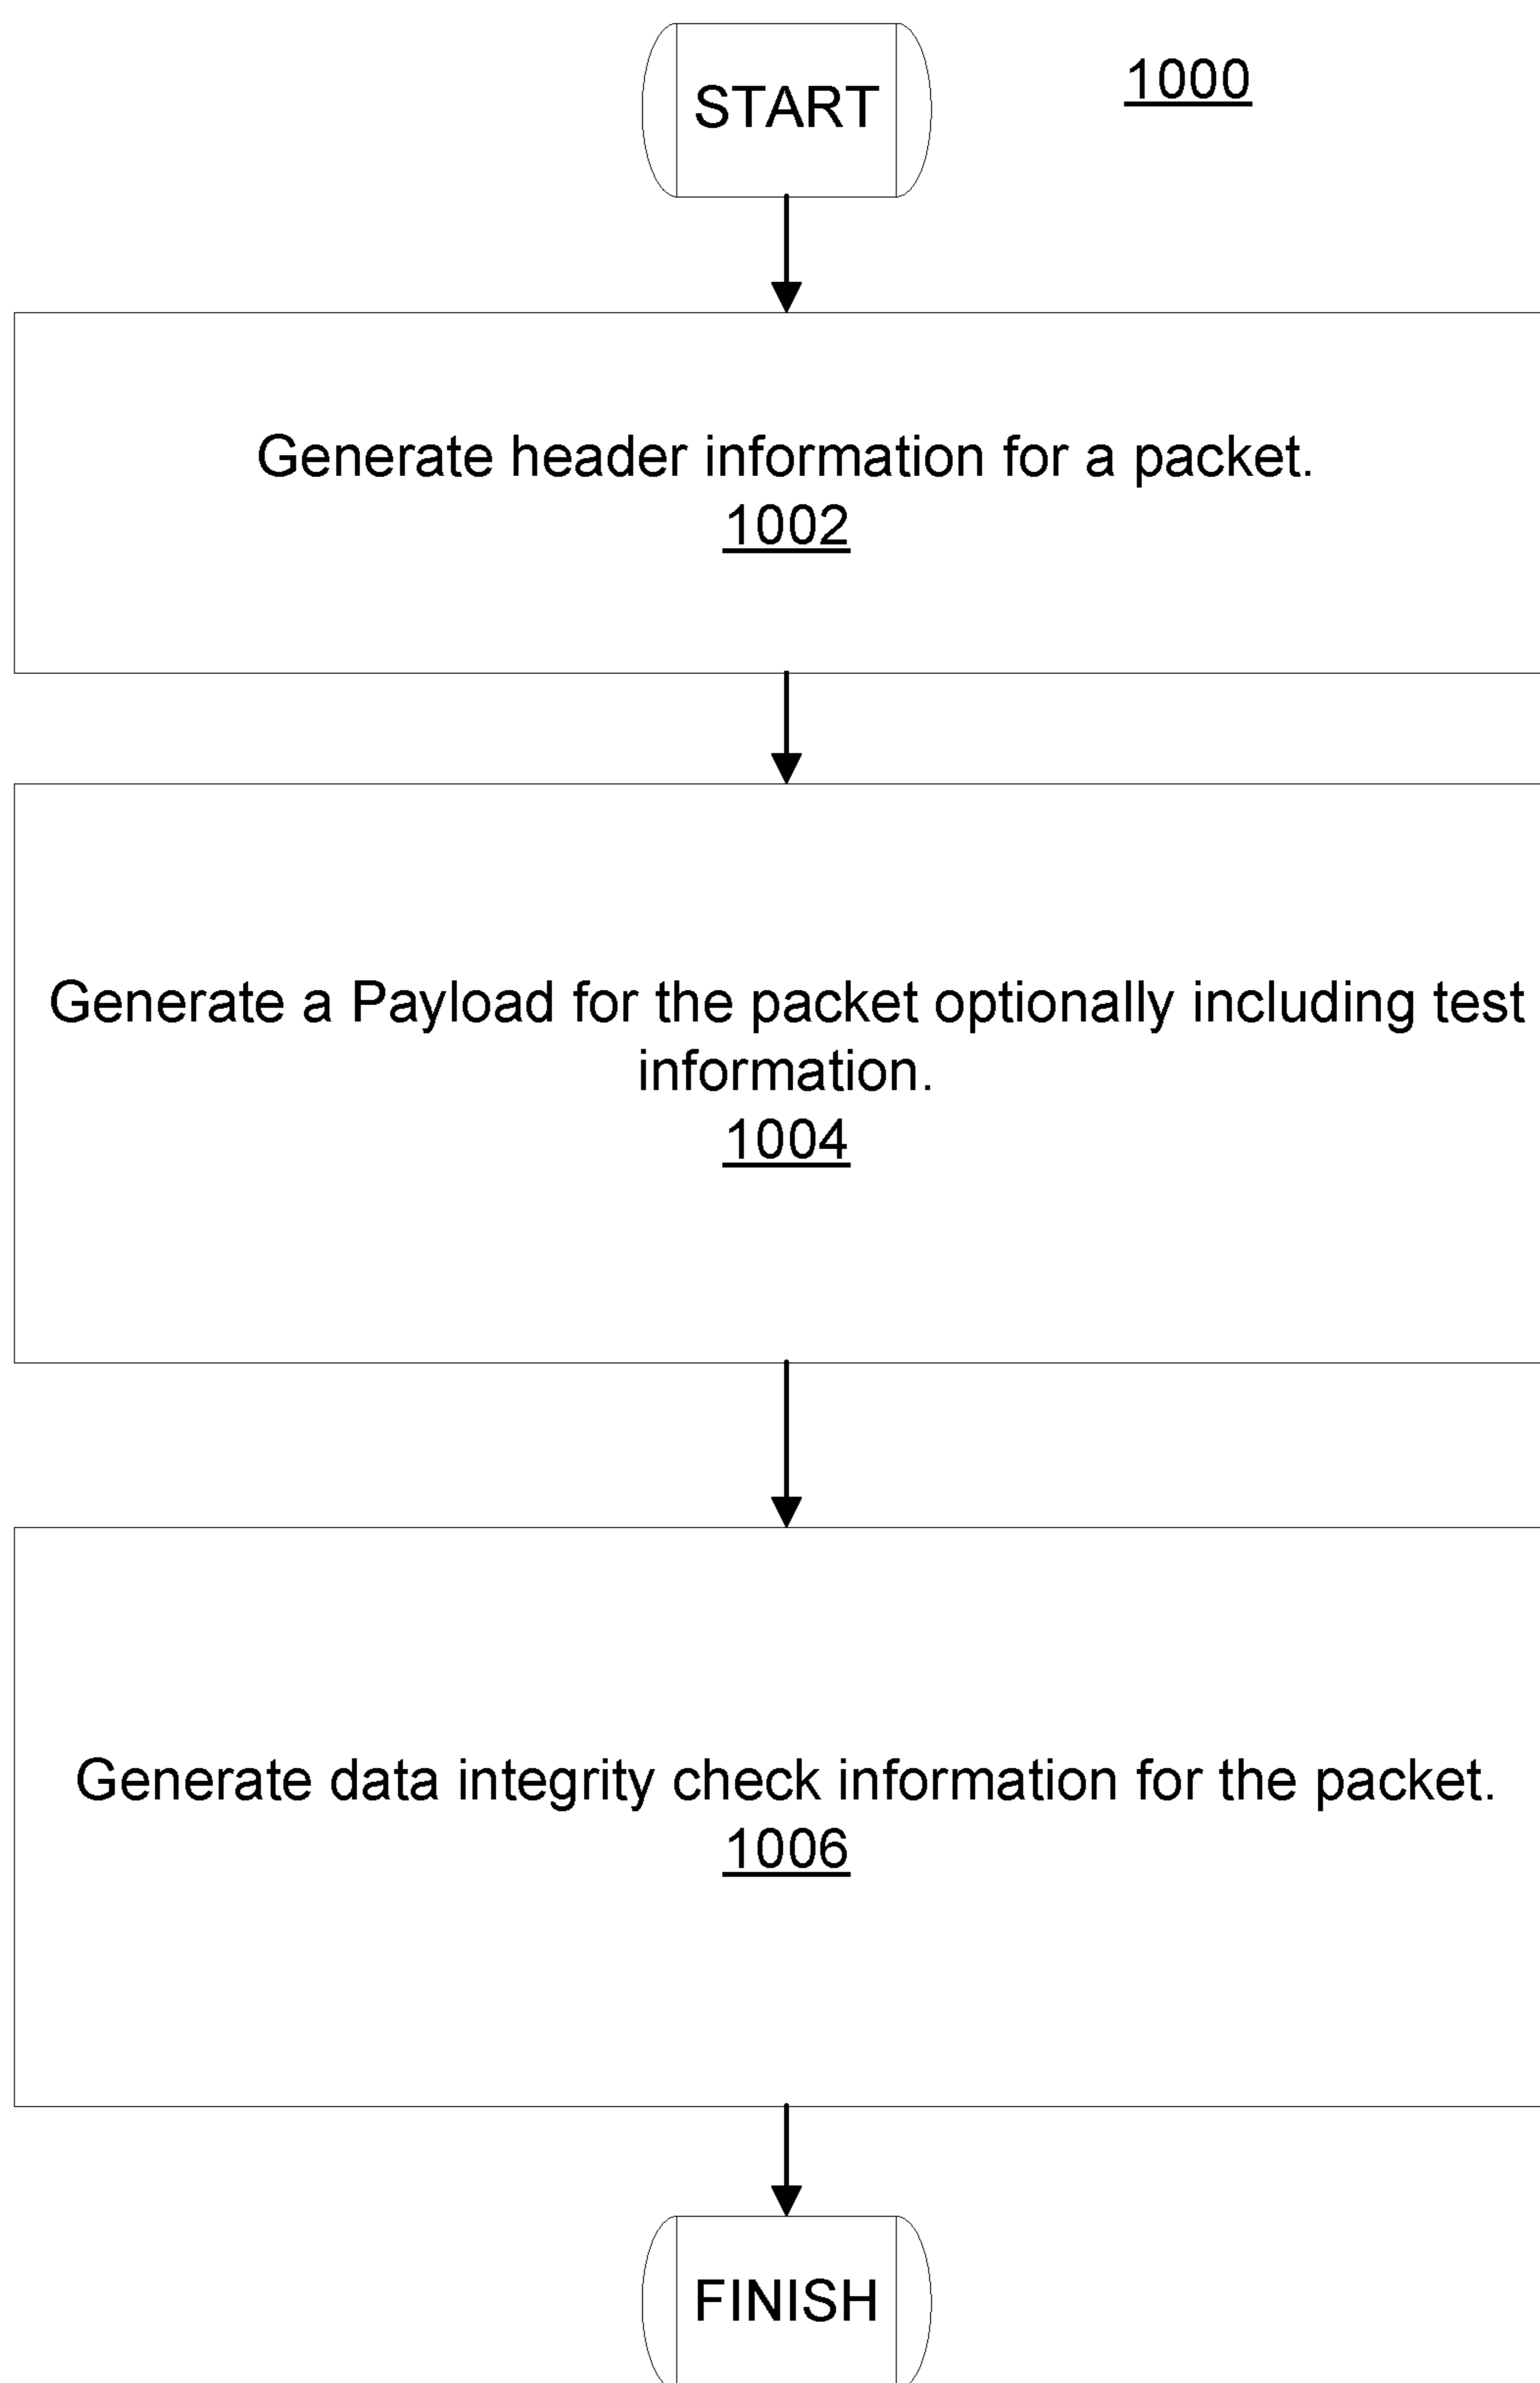 START
1000
Generate header information for a packet.
1002
Generate a Payload for the packet optionally including test
information.
1004
Generate data integrity check information for the packet.
1006
FINISH